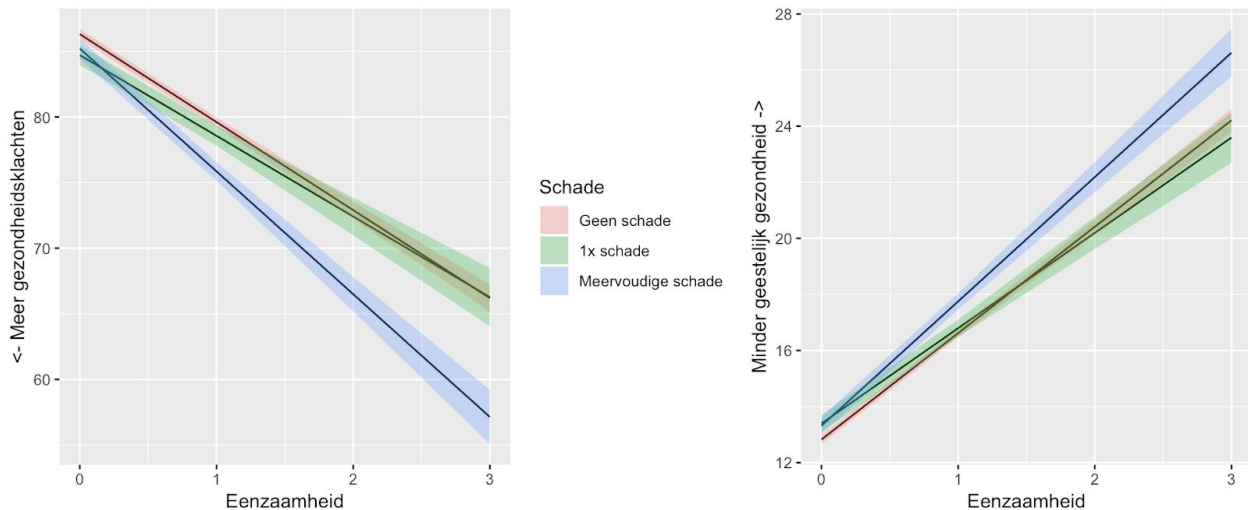 <- Meer gezondheidsklachten
80
70
60
0
1
2
3
Eenzaamheid
Schade
Geen schade
1x schade
Meervoudige schade
Minder geestelijk gezondheid ->
28
24
20
16
12
0
1
2
3
Eenzaamheid